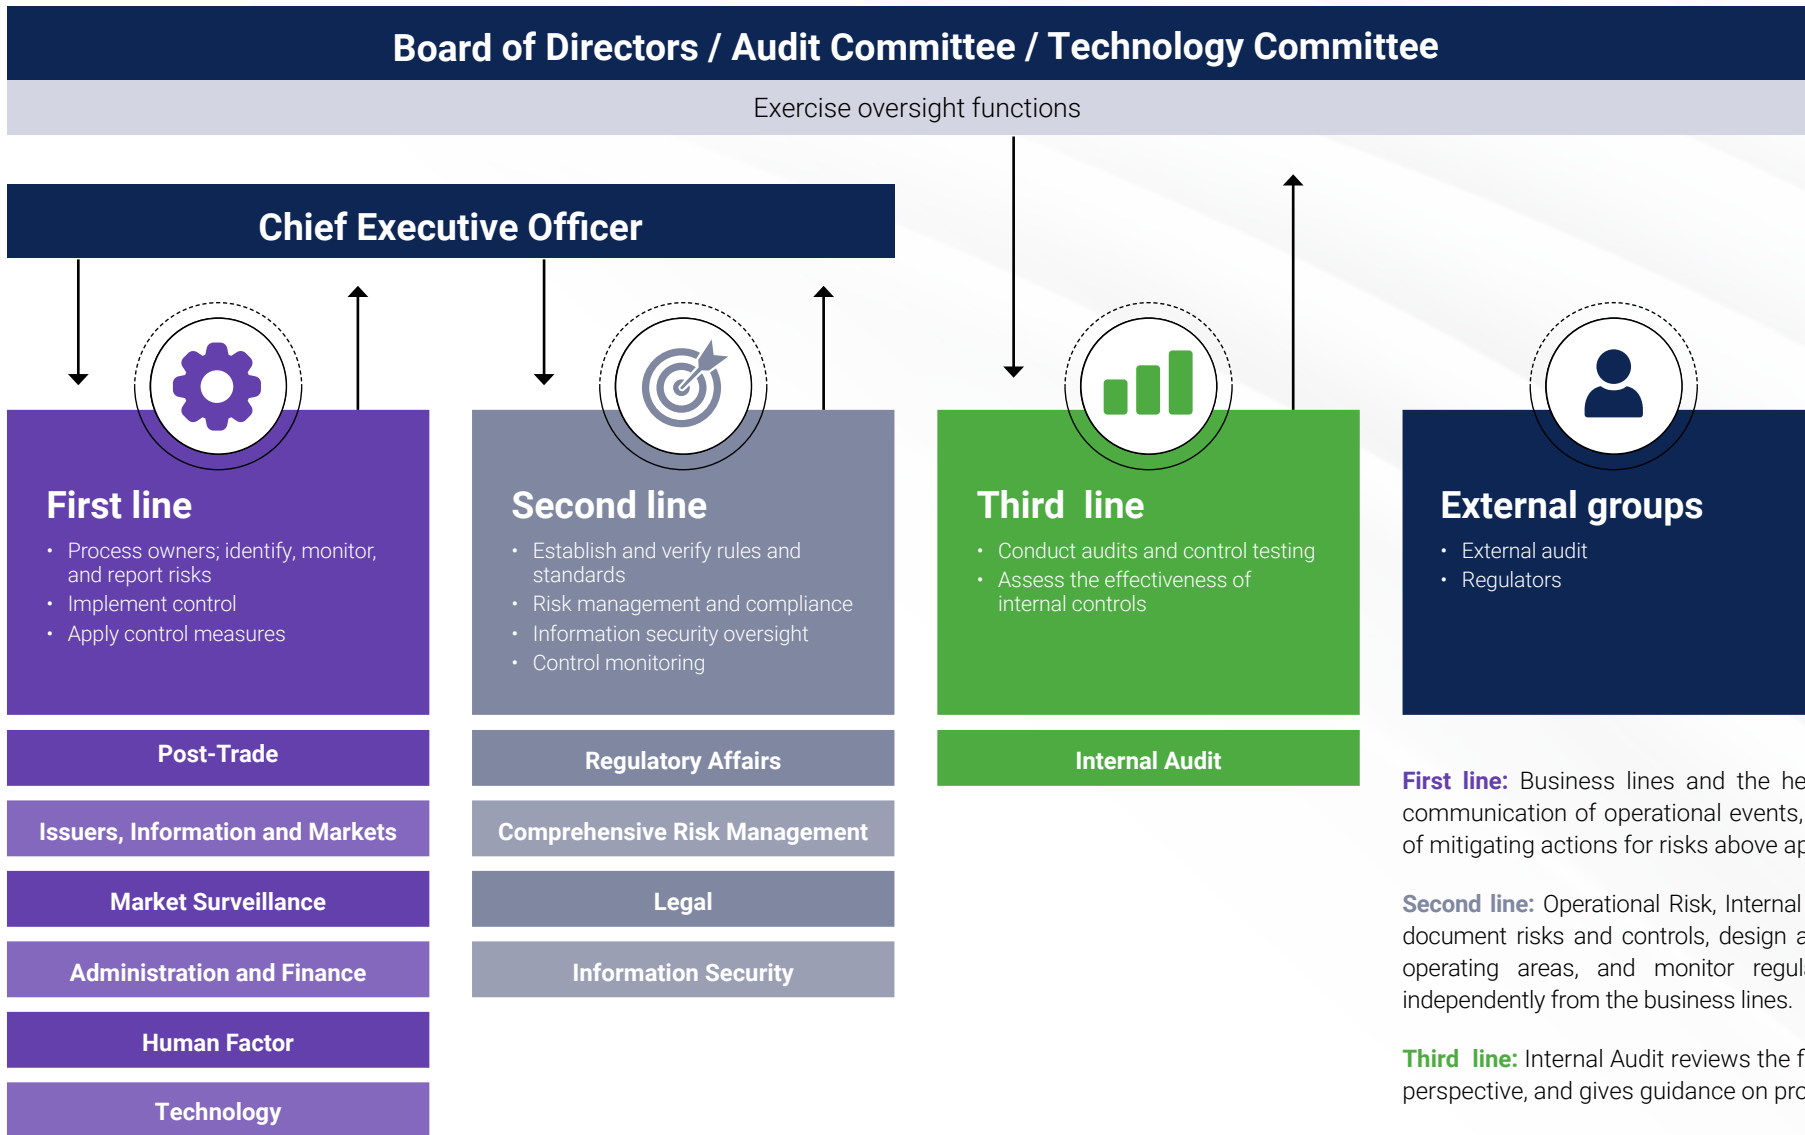 Board of Directors / Audit Committee / Technology Committee
Exercise oversight functions
Chief Executive Officer
First line
• Process owners; identify, monitor,
and report risks
• Implement control
• Apply control measures
Post-Trade
Issuers, Information and Markets
Market Surveillance
Administration and Finance
Human Factor
Technology
Second line
• Establish and verify rules and
standards
• Risk management and compliance
• Information security oversight
• Control monitoring
Regulatory Affairs
Comprehensive Risk Management
Legal
Information Security
Third line
• Conduct audits and control testing
• Assess the effectiveness of
internal controls
Internal Audit
External groups
• External audit
• Regulators
First line: Business lines and the
communication of operational events,
of mitigating actions for risks above
Second line: Operational Risk, Internal
document risks and controls, design
operating areas, and monitor
independently from the business lines.
Third line: Internal Audit reviews the
perspective, and gives guidance on